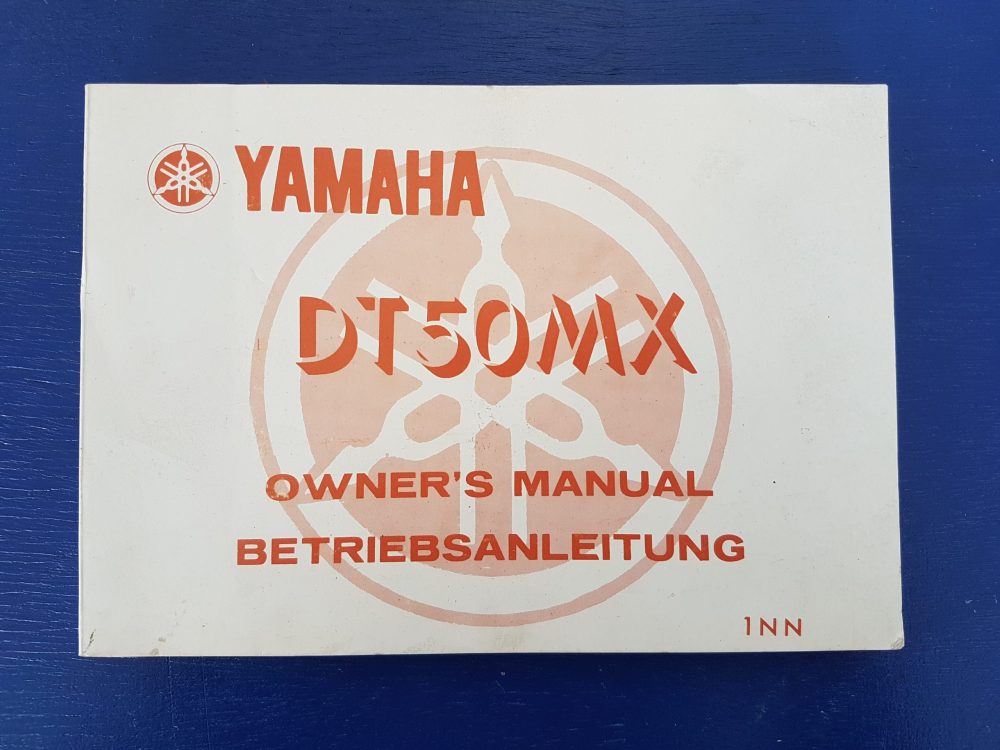 YAMAHA
DT50MX
OWNER'S MANUAL
BETRIEBSANLEITUNG
1NN